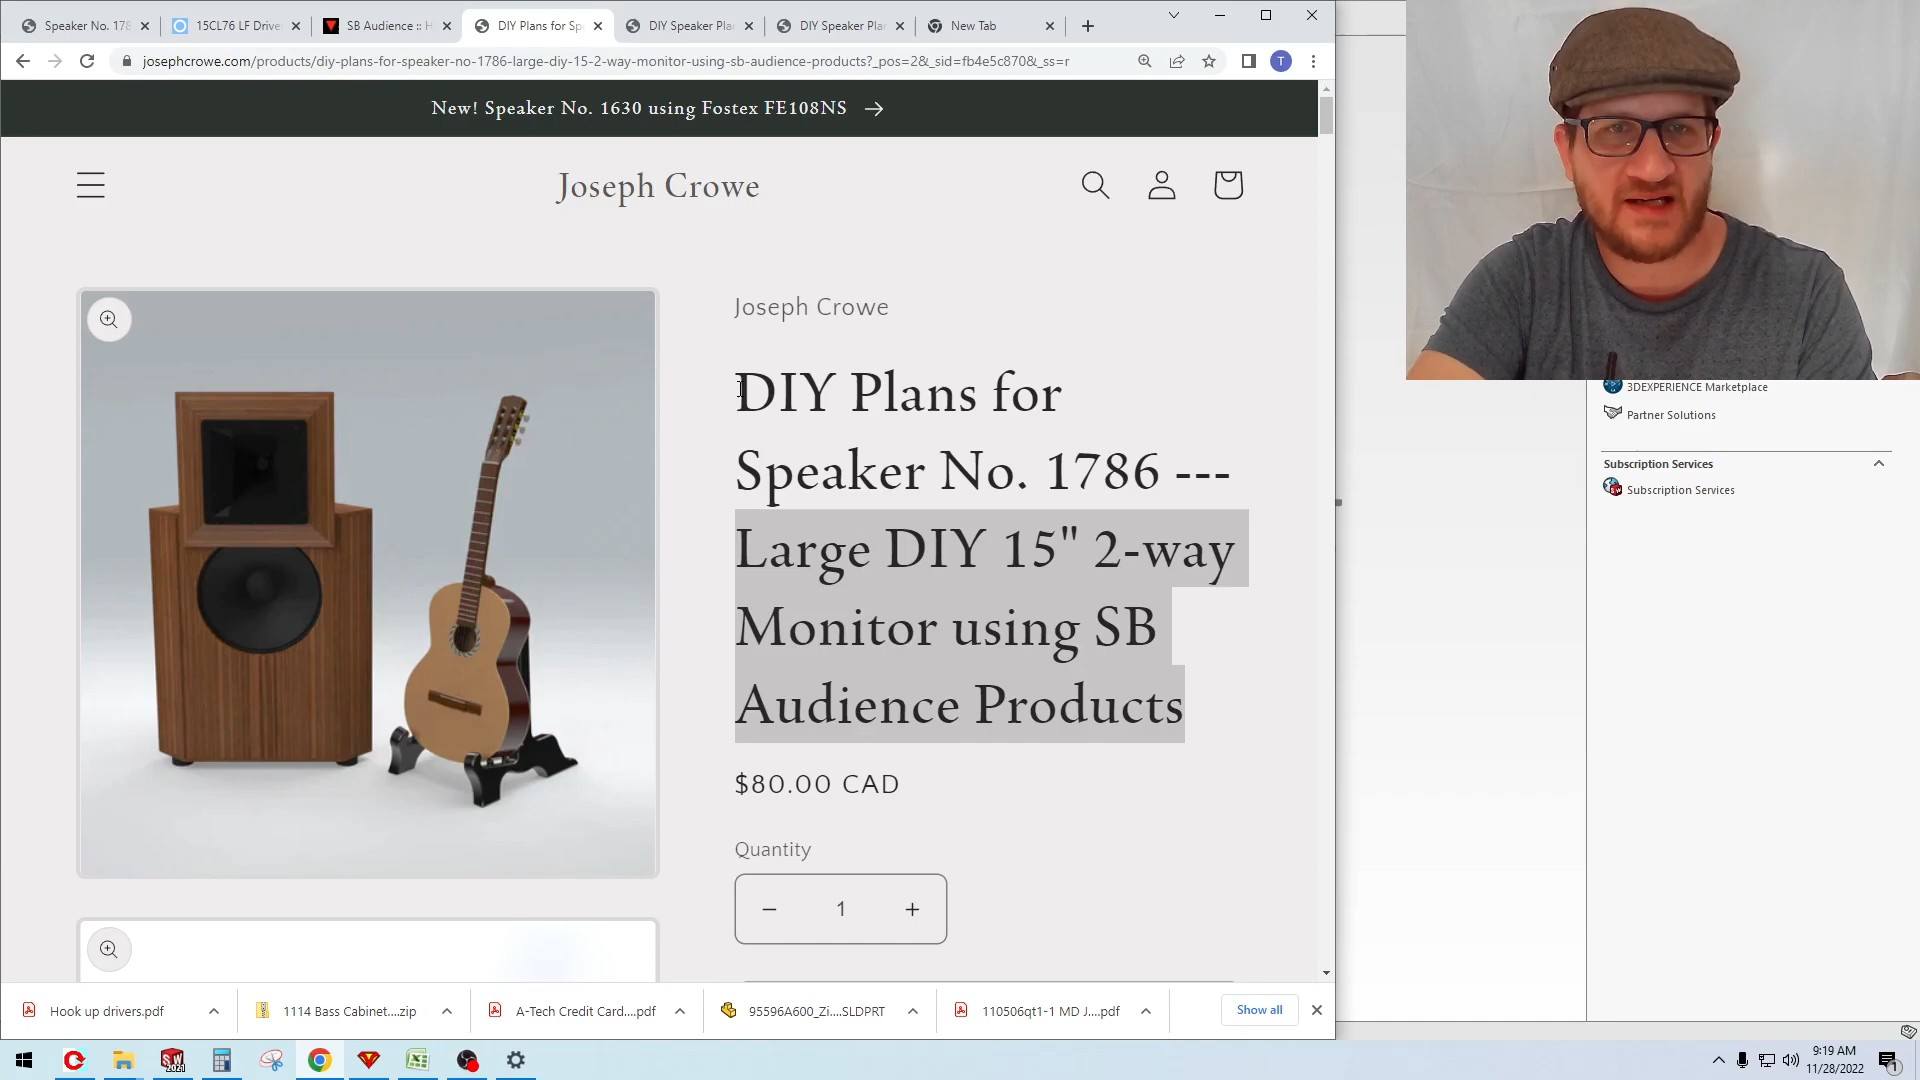 Speaker No. 178
15CL76 LF Drive
SB Audience :: H
DIY Plans for Sp
DIY Speaker Pla
DIY Speaker Pla
New Tab
josephcrowe.com/products/diy-plans-for-speaker-no-1786-large-diy-15-2-way-monitor-using-sb-audience-products?_pos=2&_sid=fb4e5c870&_ss=r
T
New! Speaker No. 1630 using Fostex FE108NS
Joseph Crowe
Joseph Crowe
DIY Plans for
Speaker No. 1786 ---
Large DIY 15" 2-way
Monitor using SB
Audience Products
$80.00 CAD
Quantity
1
3DEXPERIENCE Marketplace
Partner Solutions
Subscription Services
Subscription Services
Hook up drivers.pdf
1114 Bass Cabinet....zip
A-Tech Credit Card....pdf
95596A600_Zi....SLDPRT
110506qt1-1 MD J....pdf
Show all
SW
2021
9:19 AM
11/28/2022
1